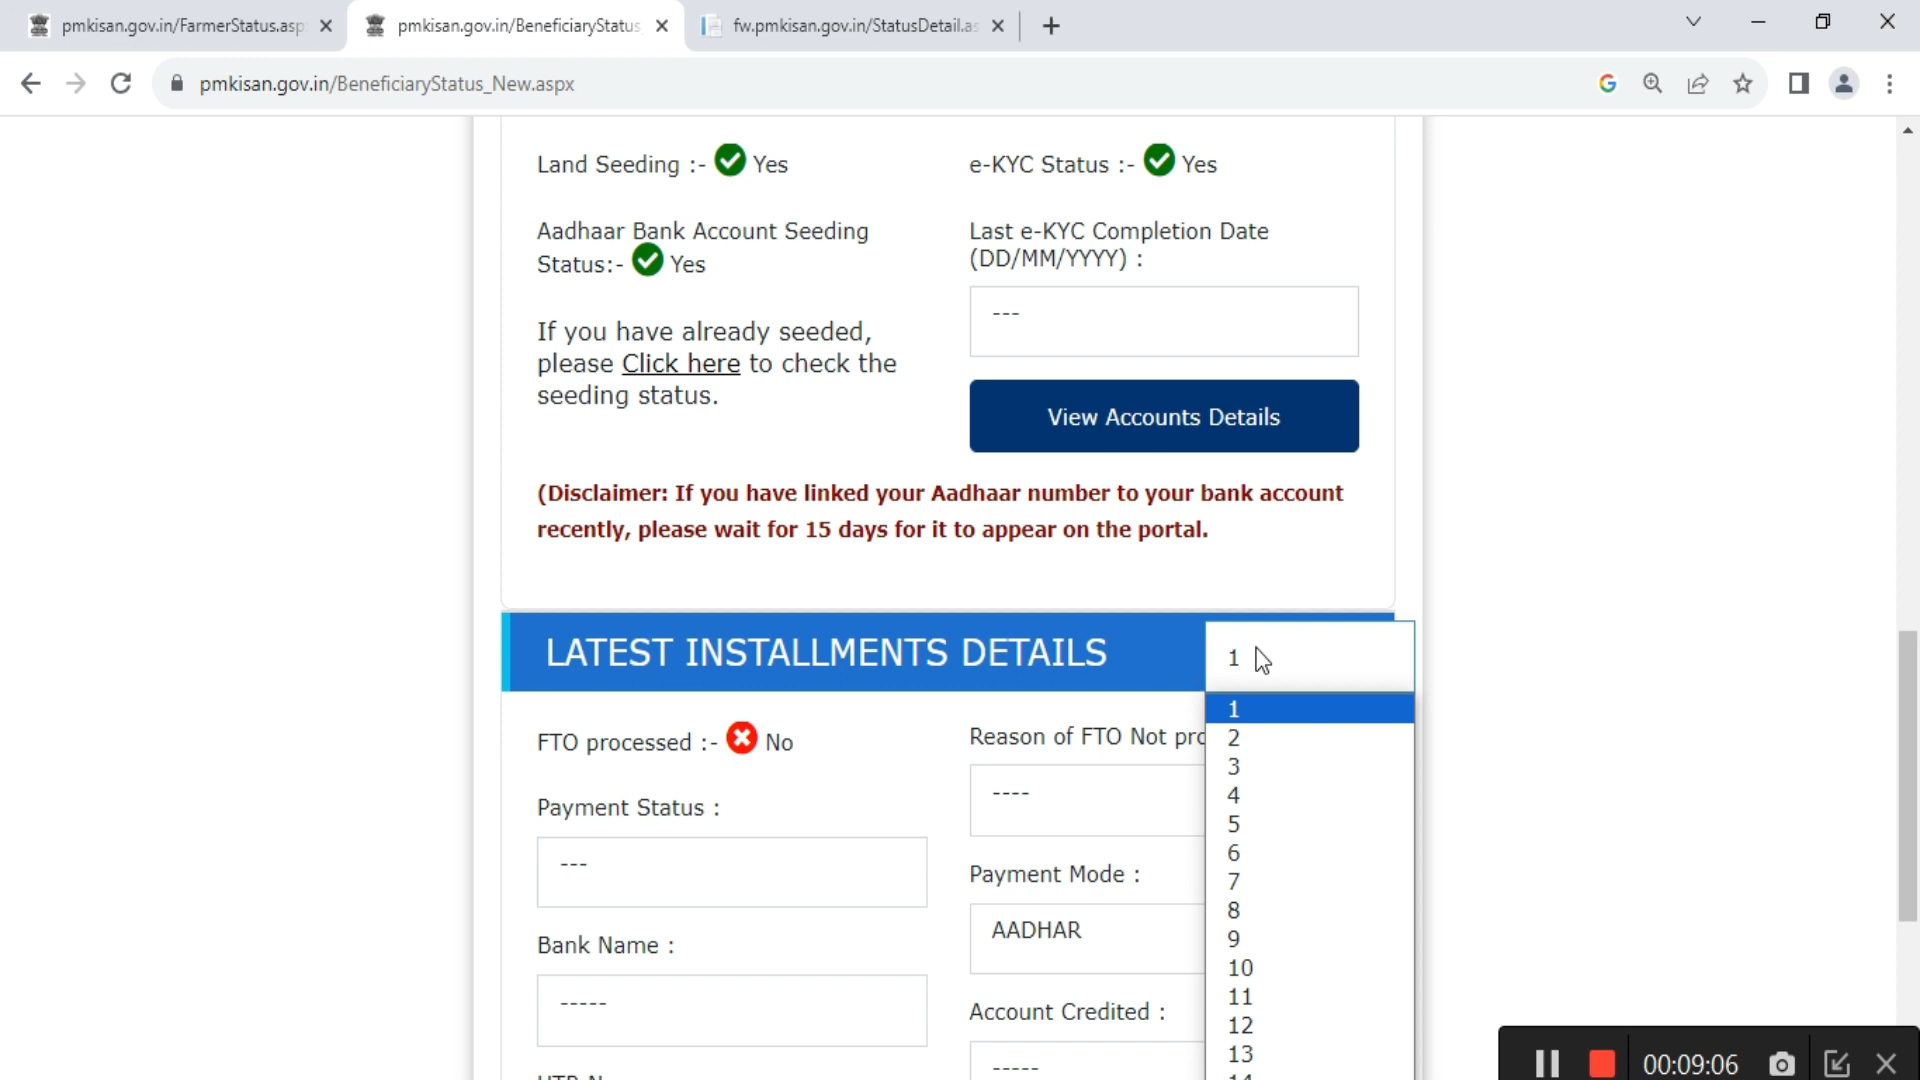 pmkisan.gov.in/FarmerStatus.asp
pmkisan.gov.in/BeneficiaryStatus
fw.pmkisan.gov.in/StatusDetail.as
pmkisan.gov.in/BeneficiaryStatus_New.aspx
Land Seeding :- Yes
e-KYC Status :- Yes
Aadhaar Bank Account Seeding
Status:- Yes
Last e-KYC Completion Date
(DD/MM/YYYY) :
---
If you have already seeded,
please Click here to check the
seeding status.
View Accounts Details
(Disclaimer: If you have linked your Aadhaar number to your bank account
recently, please wait for 15 days for it to appear on the portal.
LATEST INSTALLMENTS DETAILS
1
1
2
3
4
5
6
7
8
9
10
11
12
13
FTO processed :- No
Reason of FTO Not pro
----
Payment Status :
---
Payment Mode :
AADHAR
Bank Name :
-----
Account Credited :
-----
00:09:06